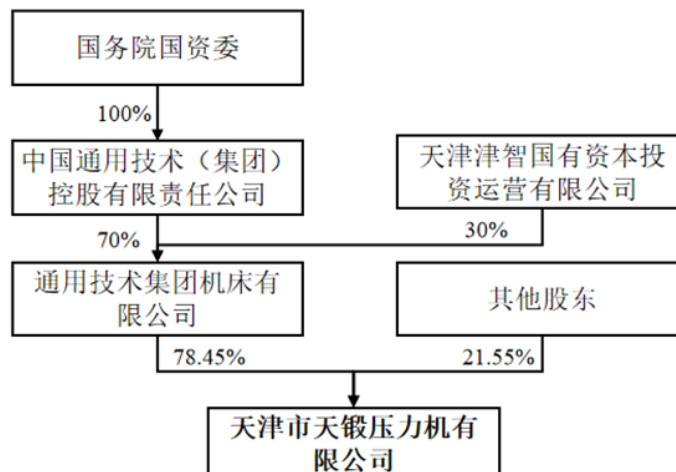 国务院国资委
100%
中国通用技术（集团）
控股有限责任公司
天津津智国有资本投
资运营有限公司
70%
30%
通用技术集团机床有
限公司
其他股东
78.45%
21.55%
天津市天锻压力机有
限公司